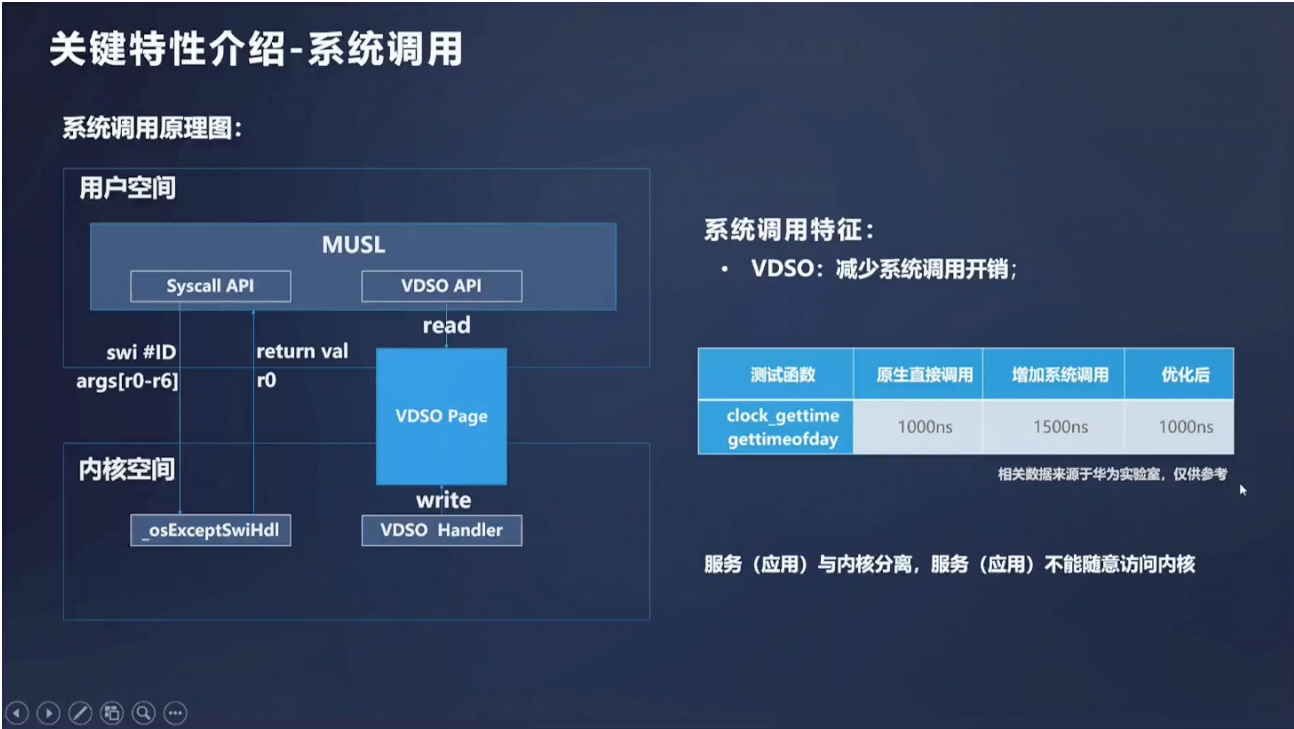 关键特性介绍-系统调用
系统调用原理图：
用户空间
MUSL
Syscall API
VDSO API
read
swi #ID
return val
args[r0-r6]
r0
VDSO Page
内核空间
write
_osExceptSwiHdl
VDSO Handler
系统调用特征：
• VDSO：减少系统调用开销；
测试函数 原生直接调用 增加系统调用 优化后
clock_gettime
gettimeofday
1000ns 1500ns 1000ns
相关数据来源于华为实验室，仅供参考
服务（应用）与内核分离，服务（应用）不能随意访问内核